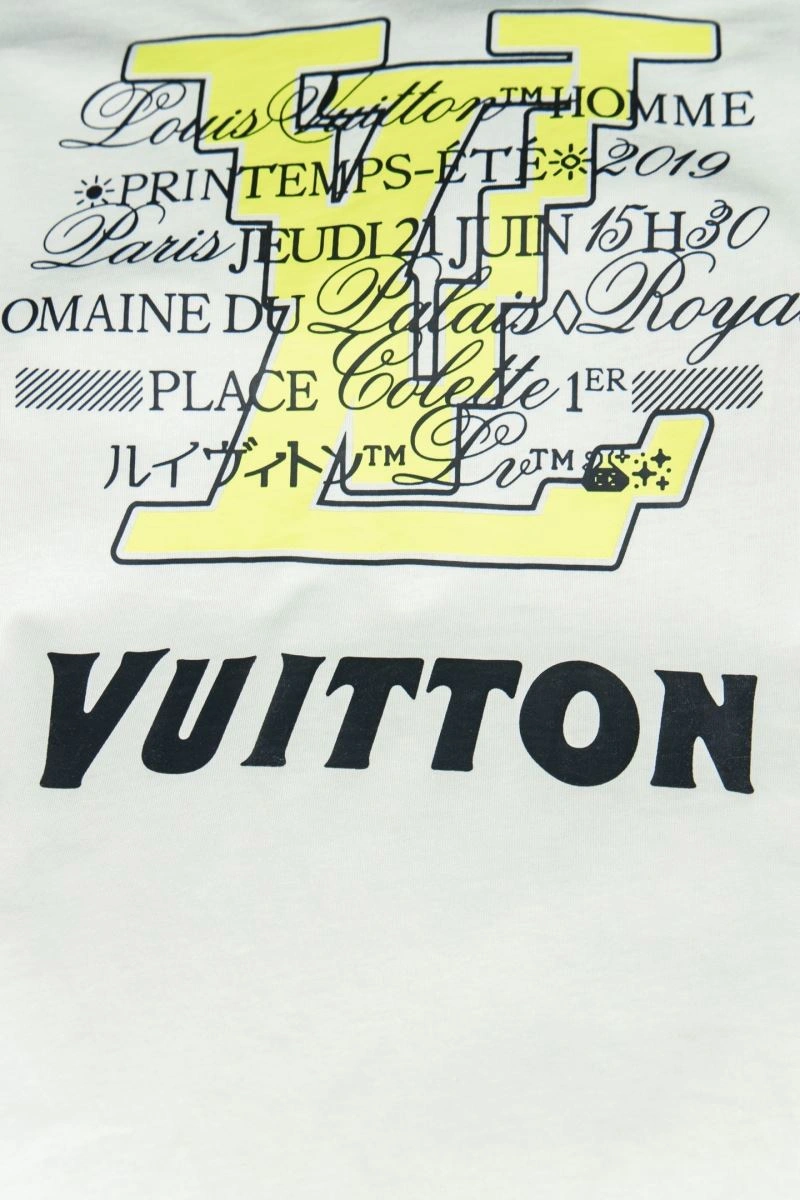 Louis Vuitton™ HOMME
PRINTEMPS-ÉTÉ 2019
Paris JEUDI 21 JUIN 15H30
OMAINE DU Palais ◊ Roya
PLACE Colette 1ER
ルイヴィトン™ Lv™
VUITTON